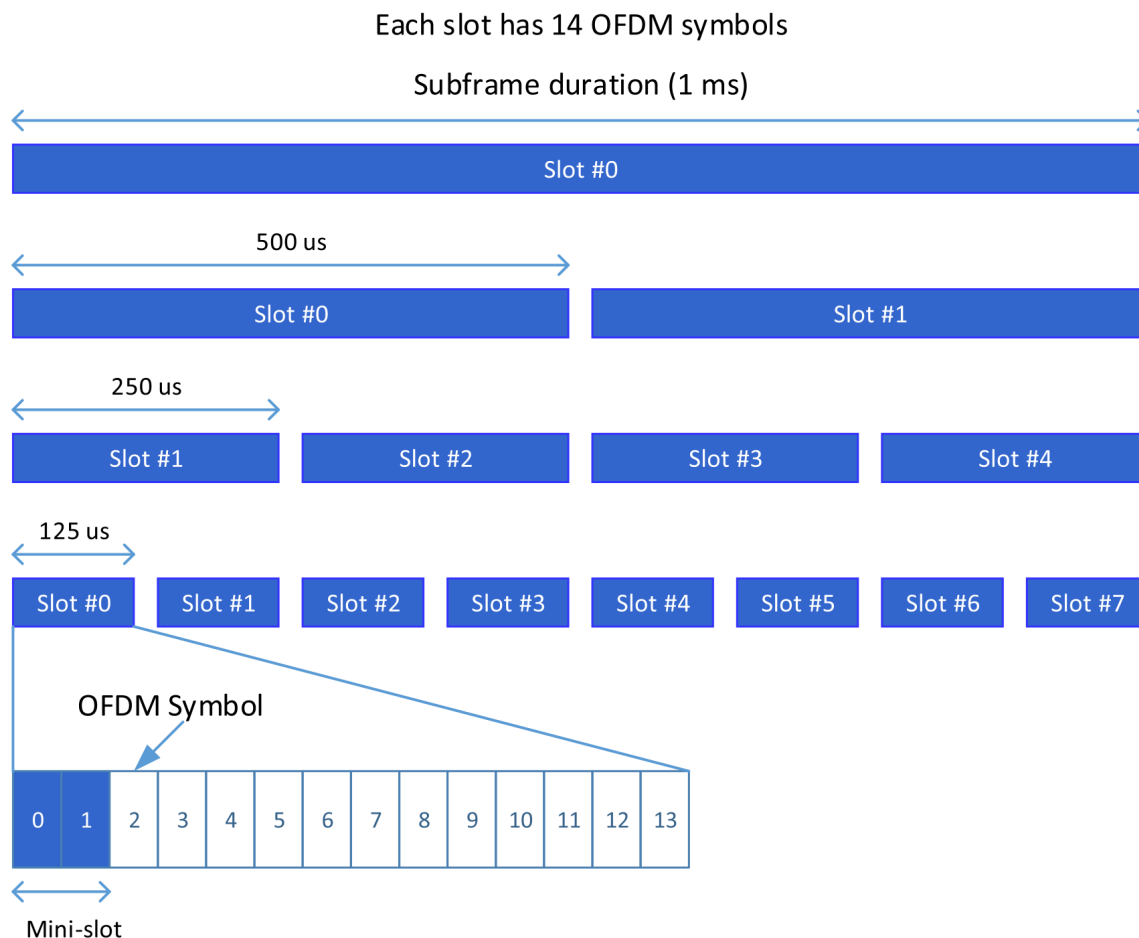 Each slot has 14 OFDM symbols
Subframe duration (1 ms)
Slot #0
500 us
Slot #0 Slot #1
250 us
Slot #1 Slot #2 Slot #3 Slot #4
125 us
Slot #0 Slot #1 Slot #2 Slot #3 Slot #4 Slot #5 Slot #6 Slot #7
OFDM Symbol
0 1 2 3 4 5 6 7 8 9 10 11 12 13
Mini-slot